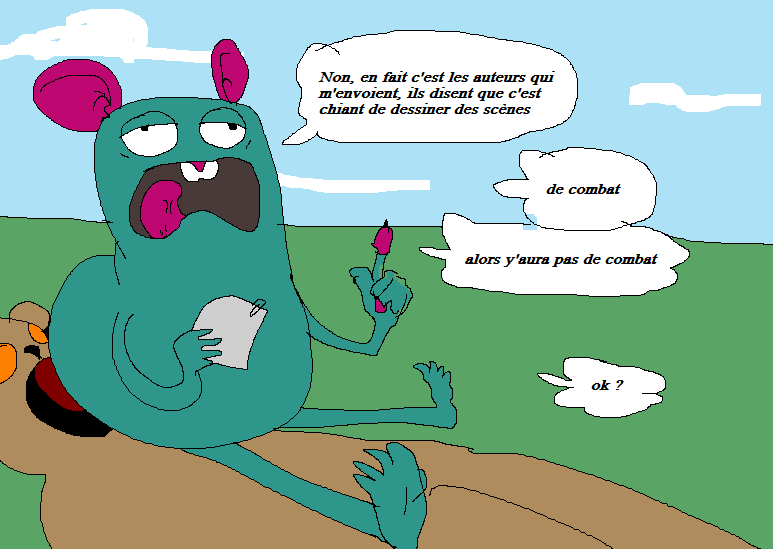 Non, en fait c'est les auteurs qui
m'envoient, ils disent que c'est
chiant de dessiner des scènes
de combat
alors y'aura pas de combat
ok ?